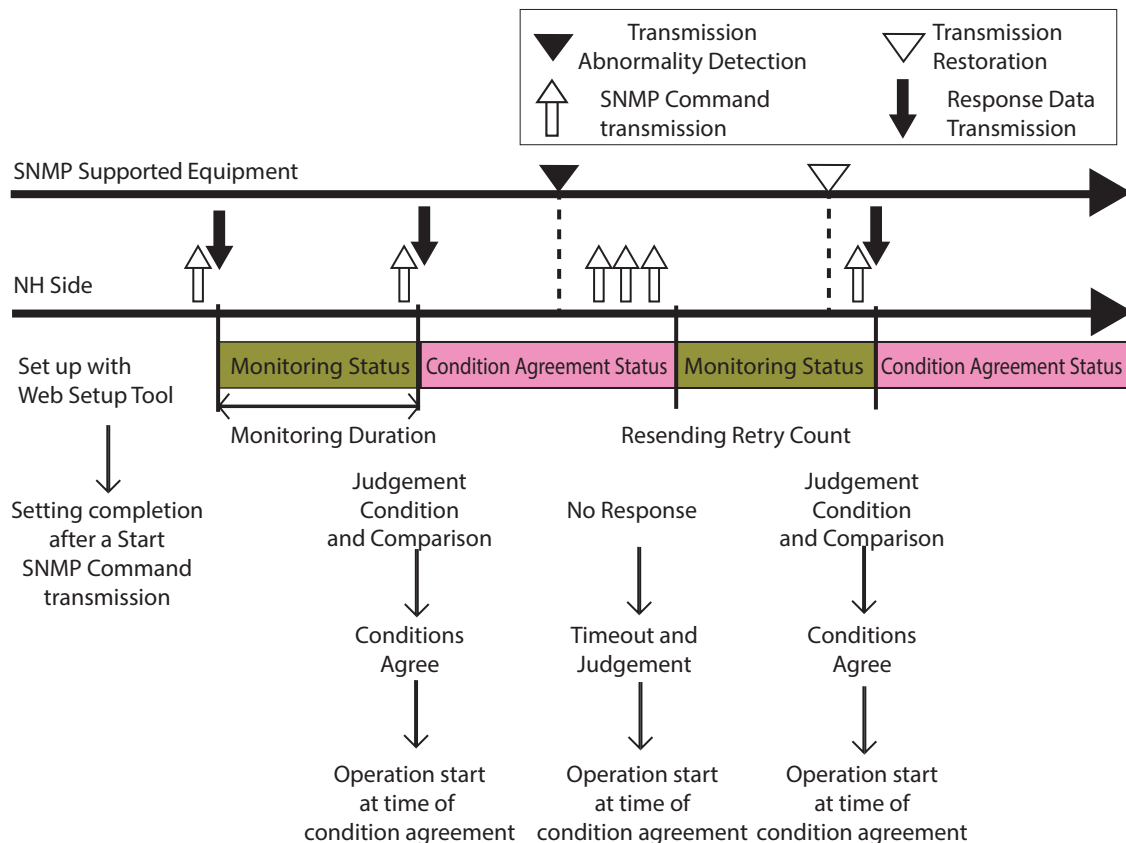 Transmission
Abnormality Detection
Transmission
Restoration
SNMP Command
transmission
Response Data
Transmission
SNMP Supported Equipment
NH Side
Set up with
Web Setup Tool
Monitoring Status
Condition Agreement Status
Monitoring Status
Condition Agreement Status
Monitoring Duration
Resending Retry Count
Setting completion
after a Start
SNMP Command
transmission
Judgement
Condition
and Comparison
No Response
Judgement
Condition
and Comparison
Conditions
Agree
Timeout and
Judgement
Conditions
Agree
Operation start
at time of
condition agreement
Operation start
at time of
condition agreement
Operation start
at time of
condition agreement